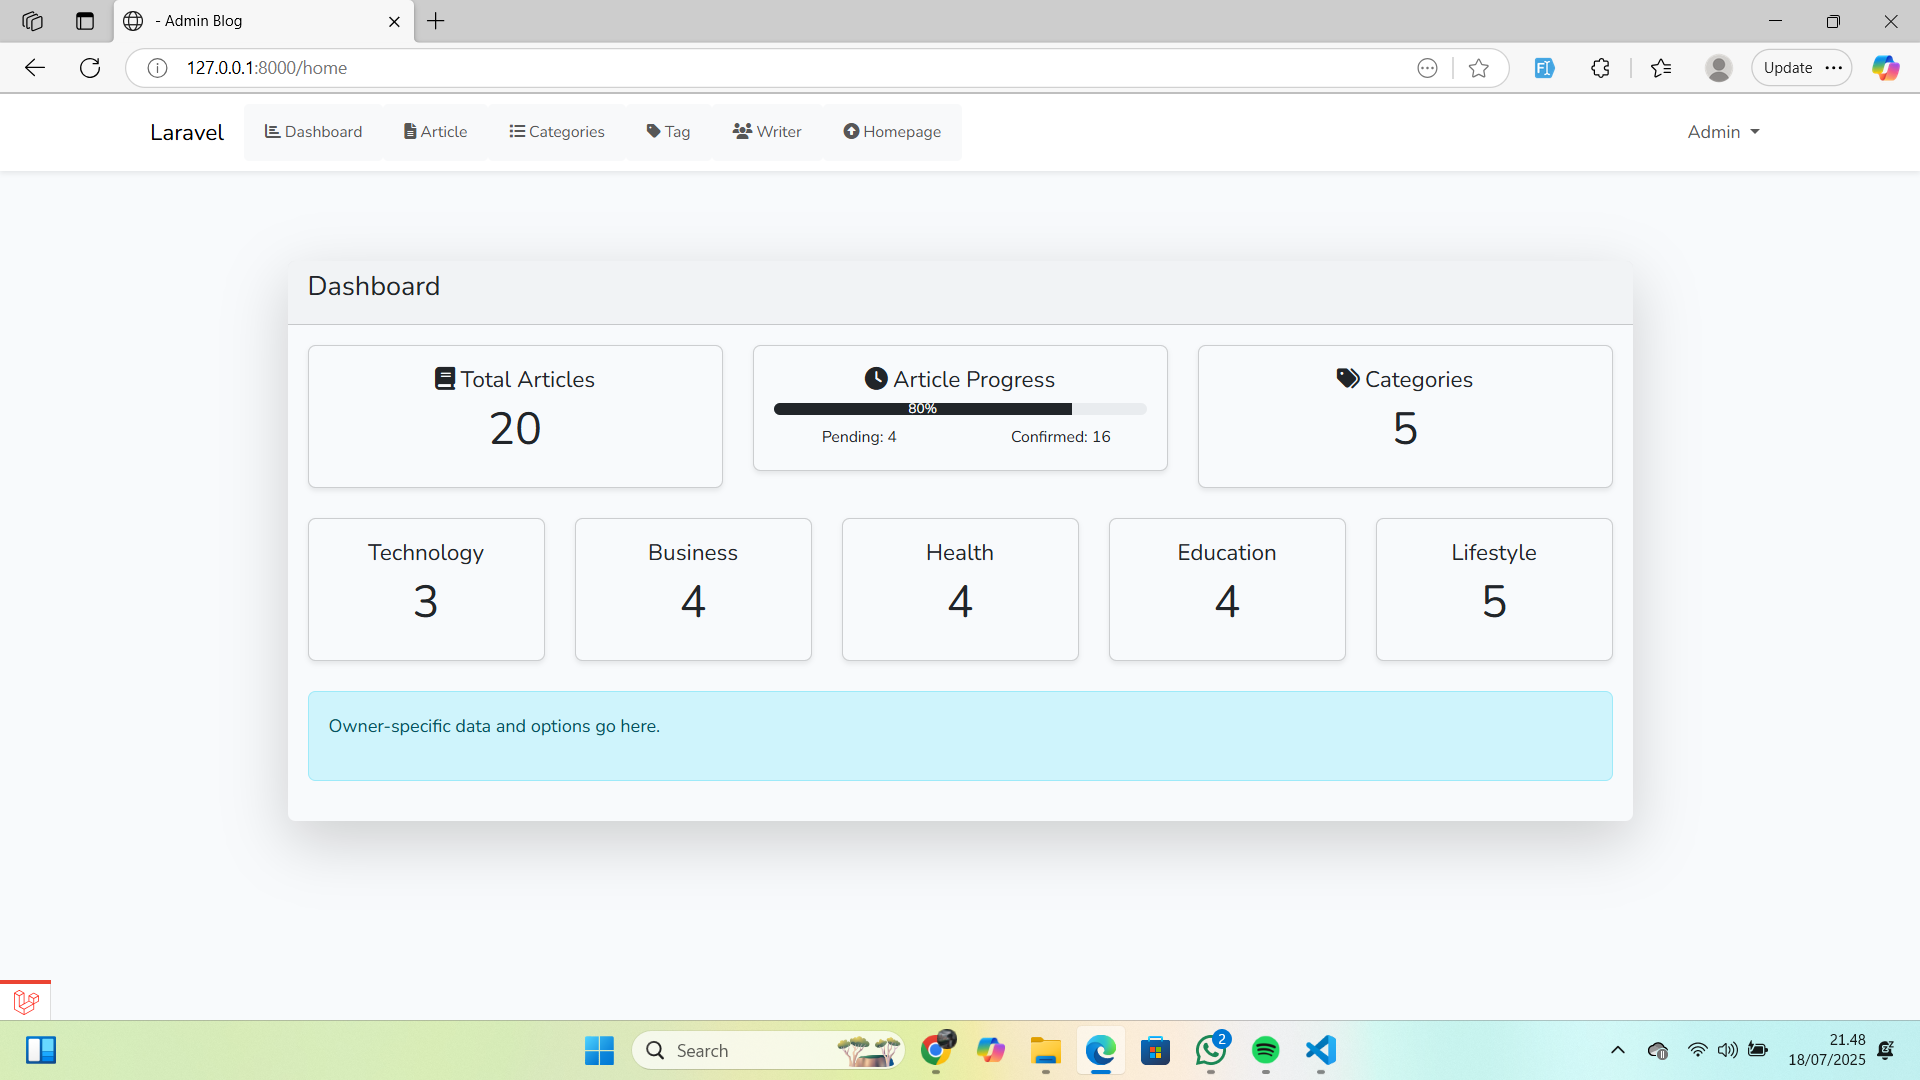 - Admin Blog
127.0.0.1:8000/home
Update
Laravel
Dashboard
Article
Categories
Tag
Writer
Homepage
Admin
Dashboard
Total Articles
20
Article Progress
80%
Pending: 4
Confirmed: 16
Categories
5
Technology
3
Business
4
Health
4
Education
4
Lifestyle
5
Owner-specific data and options go here.
Search
2
21.48
18/07/2025